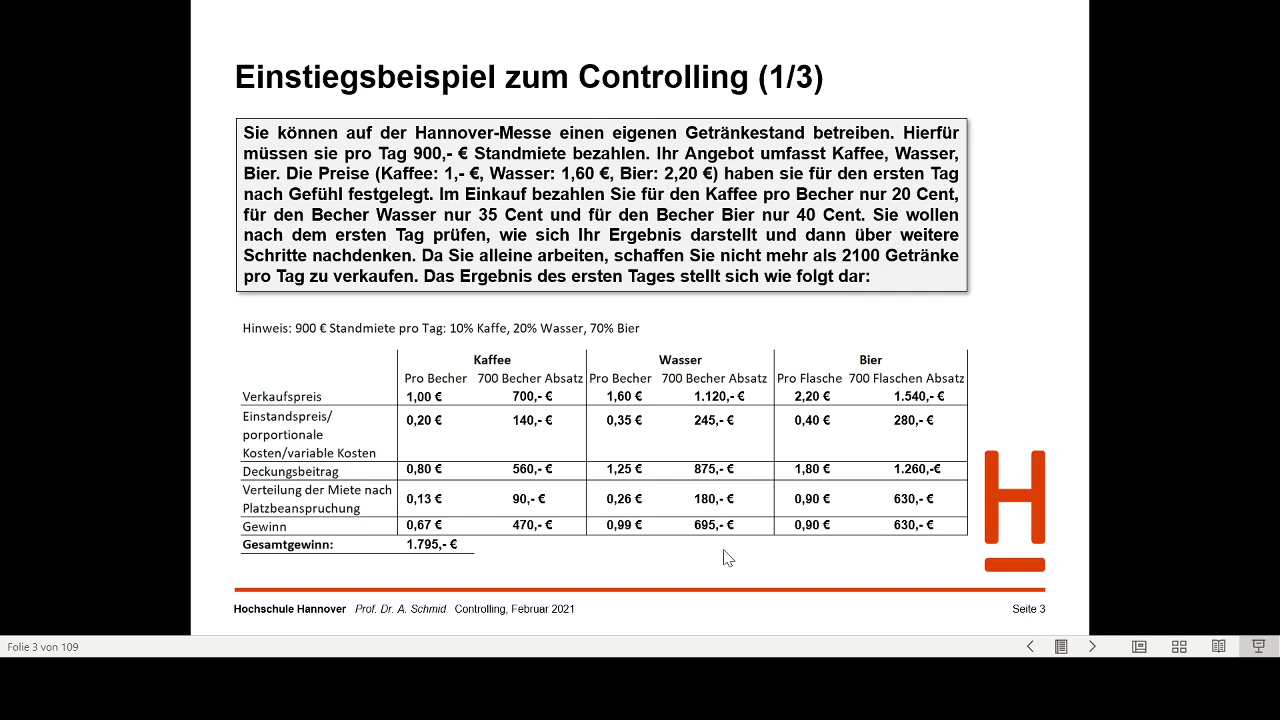 Einstiegsbeispiel zum Controlling (1/3)
Sie können auf der Hannover-Messe einen eigenen Getränkestand betreiben. Hierfür
müssen sie pro Tag 900,- € Standmiete bezahlen. Ihr Angebot umfasst Kaffee, Wasser,
Bier. Die Preise (Kaffee: 1,- €, Wasser: 1,60 €, Bier: 2,20 €) haben sie für den ersten Tag
nach Gefühl festgelegt. Im Einkauf bezahlen Sie für den Kaffee pro Becher nur 20 Cent,
für den Becher Wasser nur 35 Cent und für den Becher Bier nur 40 Cent. Sie wollen
nach dem ersten Tag prüfen, wie sich Ihr Ergebnis darstellt und dann über weitere
Schritte nachdenken. Da Sie alleine arbeiten, schaffen Sie nicht mehr als 2100 Getränke
pro Tag zu verkaufen. Das Ergebnis des ersten Tages stellt sich wie folgt dar:
Hinweis: 900 € Standmiete pro Tag: 10% Kaffe, 20% Wasser, 70% Bier
Kaffee Wasser Bier
Pro Becher 700 Becher Absatz Pro Becher 700 Becher Absatz Pro Flasche 700 Flaschen Absatz
Verkaufspreis 1,00 € 700,- € 1,60 € 1.120,- € 2,20 € 1.540,- €
Einstandspreis/
porportionale
Kosten/variable Kosten 0,20 € 140,- € 0,35 € 245,- € 0,40 € 280,- €
Deckungsbeitrag 0,80 € 560,- € 1,25 € 875,- € 1,80 € 1.260,-€
Verteilung der Miete nach
Platzbeanspruchung 0,13 € 90,- € 0,26 € 180,- € 0,90 € 630,- €
Gewinn 0,67 € 470,- € 0,99 € 695,- € 0,90 € 630,- €
Gesamtgewinn: 1.795,- €
H
Hochschule Hannover Prof. Dr. A. Schmid Controlling, Februar 2021 Seite 3
Folie 3 von 109